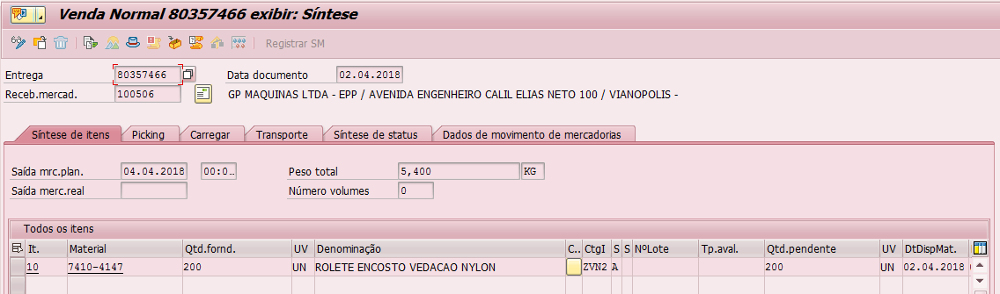 Venda Normal 80357466 exibir: Síntese
Registrar SM
Entrega 80357466 Data documento 02.04.2018
Receb.mercad. 100506 GP MAQUINAS LTDA - EPP / AVENIDA ENGENHEIRO CALIL ELIAS NETO 100 / VIANOPOLIS -
Síntese de itens Picking Carregar Transporte Síntese de status Dados de movimento de mercadorias
Saída mrc.plan. 04.04.2018 00:0… Peso total 5,400 KG
Saída merc.real Número volumes 0
Todos os itens
It. Material Qtd.fornd. UV Denominação C.. CtgI S S NºLote Tp.aval. Qtd.pendente UV DtDispMat.
10 7410-4147 200 UN ROLETE ENCOSTO VEDACAO NYLON ZVN2 A 200 UN 02.04.2018